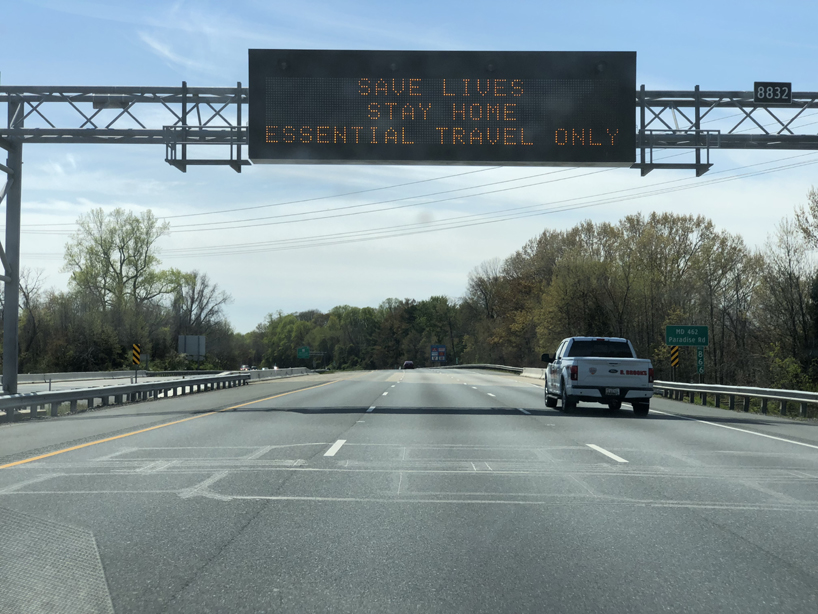 SAVE LIVES
STAY HOME
ESSENTIAL TRAVEL ONLY
8832
MD 462
Paradise Rd